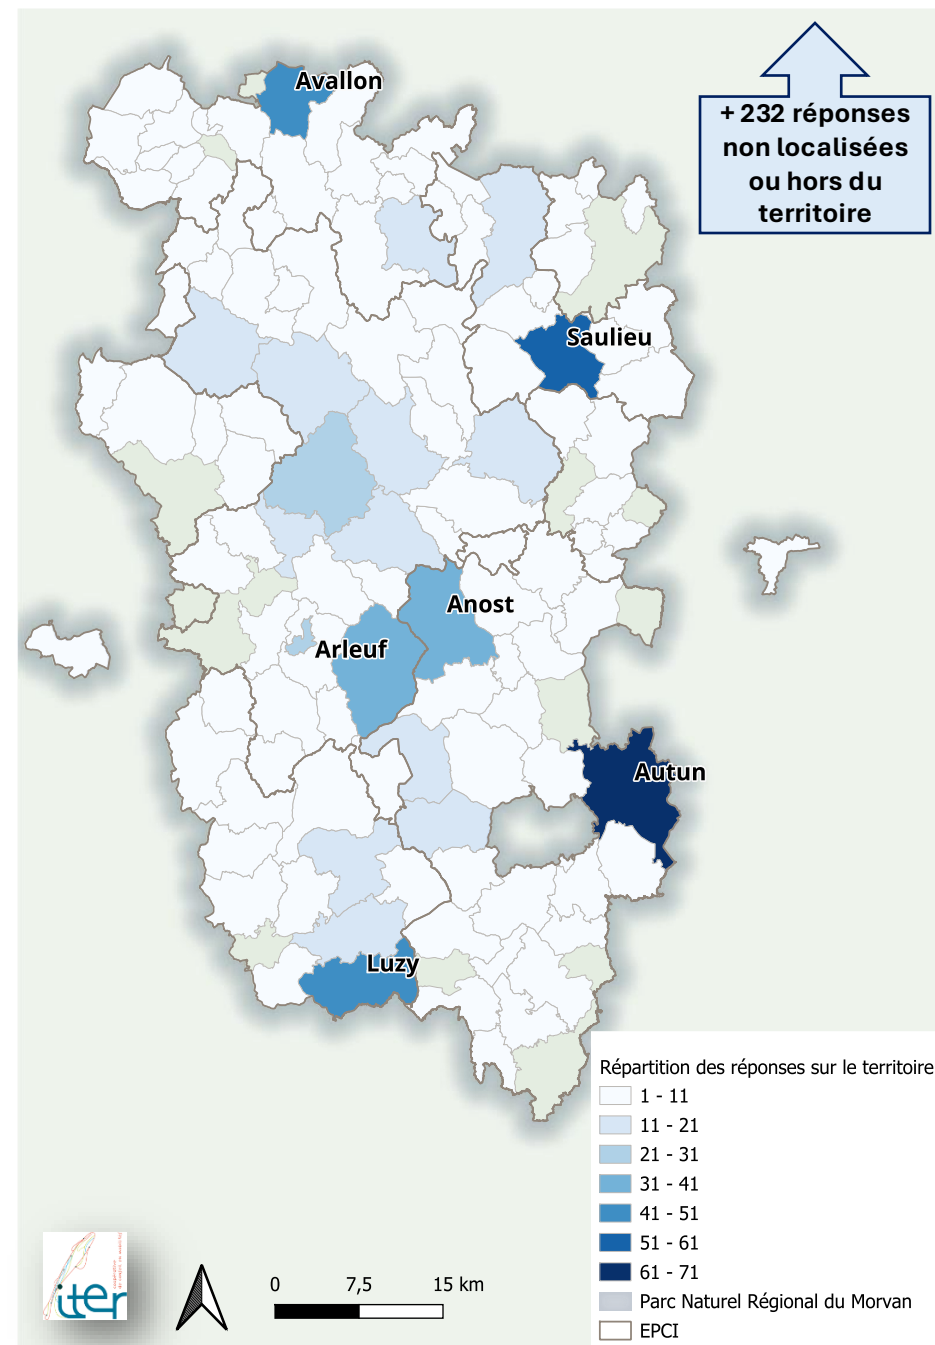 Avallon
+ 232 réponses
non localisées
ou hors du
territoire
Saulieu
Anost
Arleuf
Autun
Luzy
Répartition des réponses sur le territoire
1 - 11
11 - 21
21 - 31
31 - 41
41 - 51
51 - 61
61 - 71
Parc Naturel Régional du Morvan
EPCI
iter
0 7,5 15 km